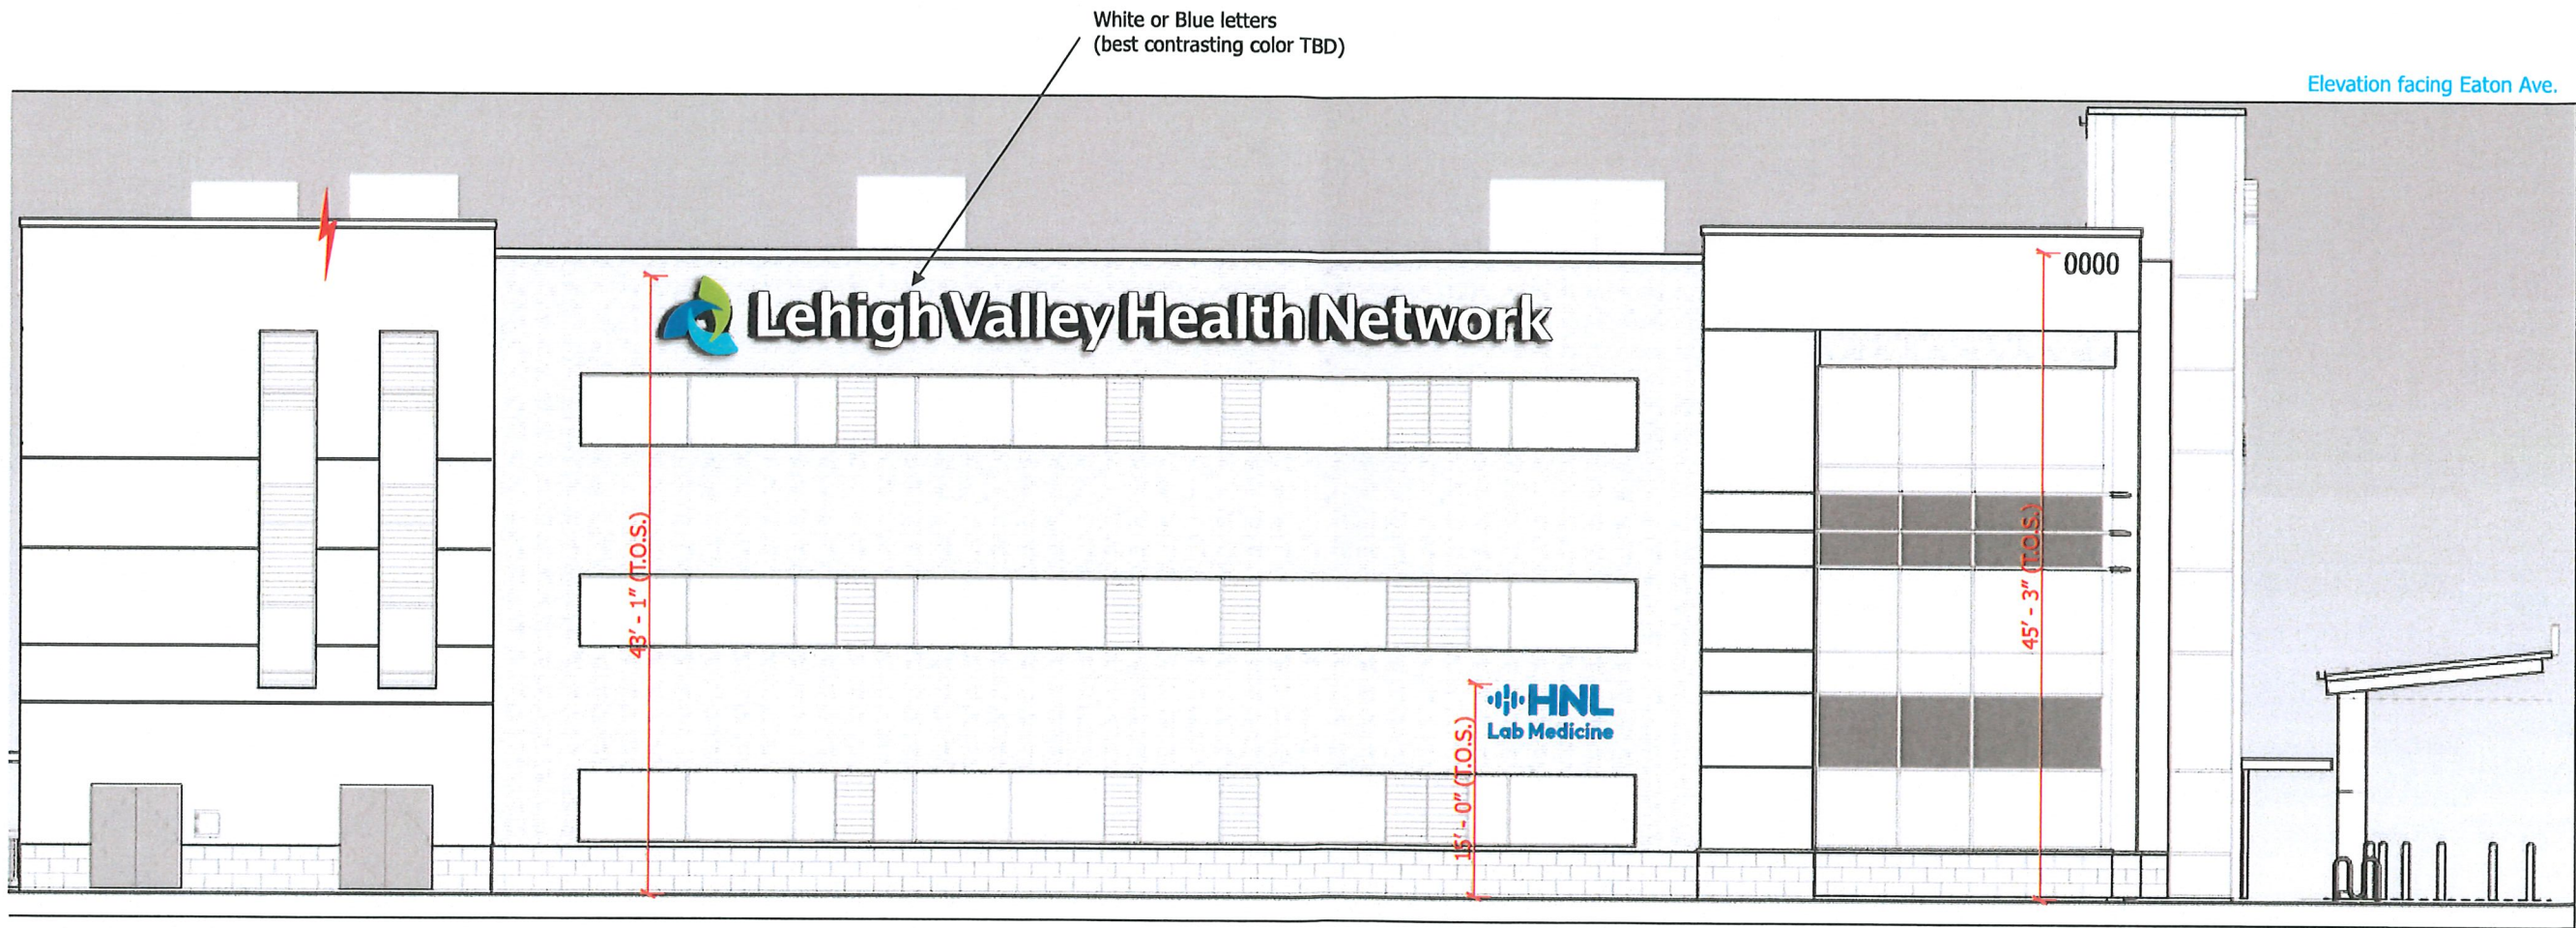 White or Blue letters
(best contrasting color TBD)
Elevation facing Eaton Ave.
0000
Lehigh Valley Health Network
43' - 1" (T.O.S.)
45' - 3" (T.O.S.)
HNL
Lab Medicine
15' - 0" (T.O.S.)